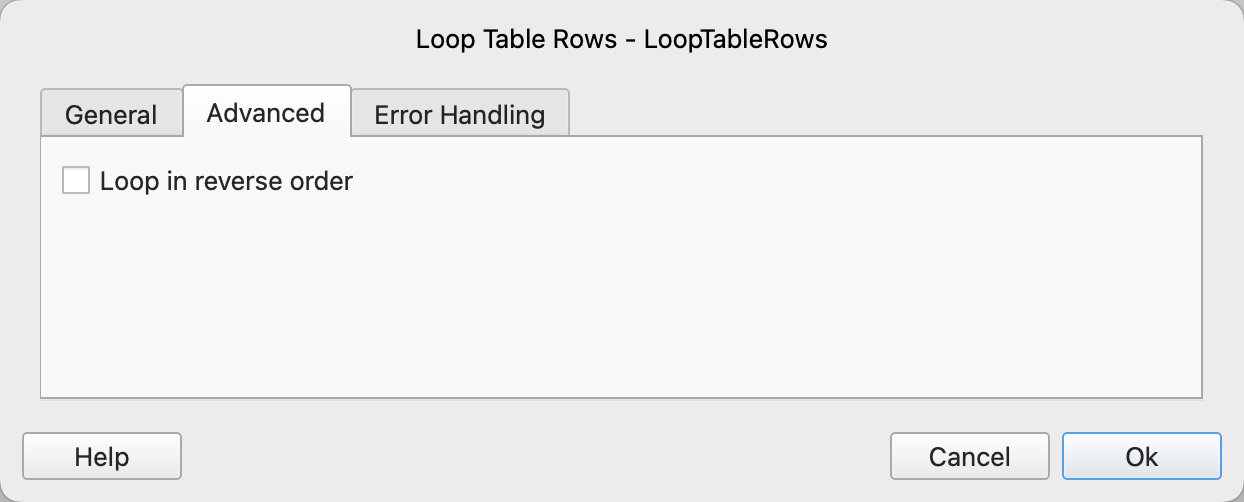 Loop Table Rows - LoopTableRows
General Advanced Error Handling
Loop in reverse order
Help Cancel Ok